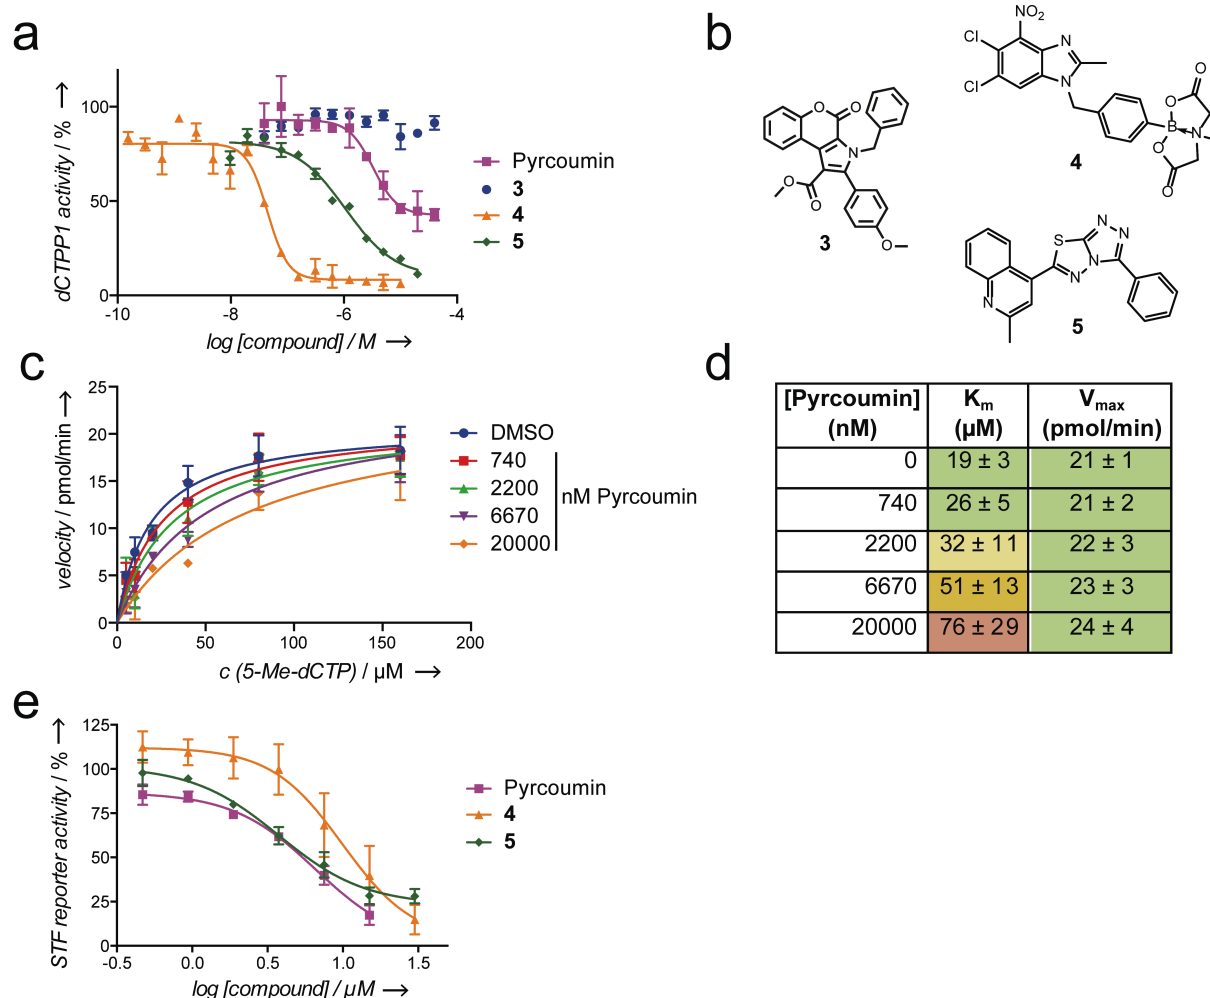 a
dCTPP1 activity / % →
100
50
0
-10
-8
-6
-4
log [compound] / M →
Pyrcoumin
3
4
5
b
O
O
N
O
O
O
3
NO2
Cl
Cl
N
N
O
O
B
N
O
O
4
N
N
S
N
N
N
5
c
velocity / pmol/min →
25
20
15
10
5
0
0
50
100
150
200
c (5-Me-dCTP) / µM →
DMSO
740
2200
6670
20000
nM Pyrcoumin
d
[Pyrcoumin] (nM) Km (µM) Vmax (pmol/min)
0 19 ± 3 21 ± 1
740 26 ± 5 21 ± 2
2200 32 ± 11 22 ± 3
6670 51 ± 13 23 ± 3
20000 76 ± 29 24 ± 4
e
STF reporter activity / % →
125
100
75
50
25
0
-0.5
0.0
0.5
1.0
1.5
log [compound] / µM →
Pyrcoumin
4
5